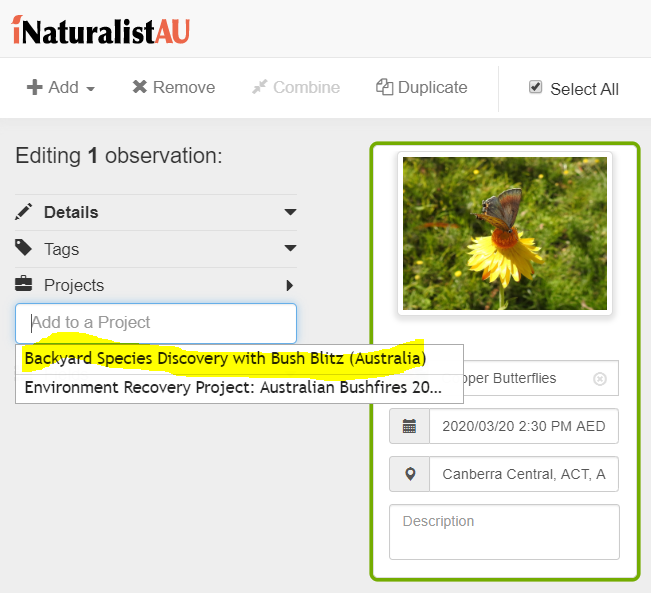 iNaturalistAU
Add
Remove
Combine
Duplicate
Select All
Editing 1 observation:
Details
Tags
Projects
Add to a Project
Backyard Species Discovery with Bush Blitz (Australia)
Environment Recovery Project: Australian Bushfires 20...
Butterflies
2020/03/20 2:30 PM AED
Canberra Central, ACT, A
Description